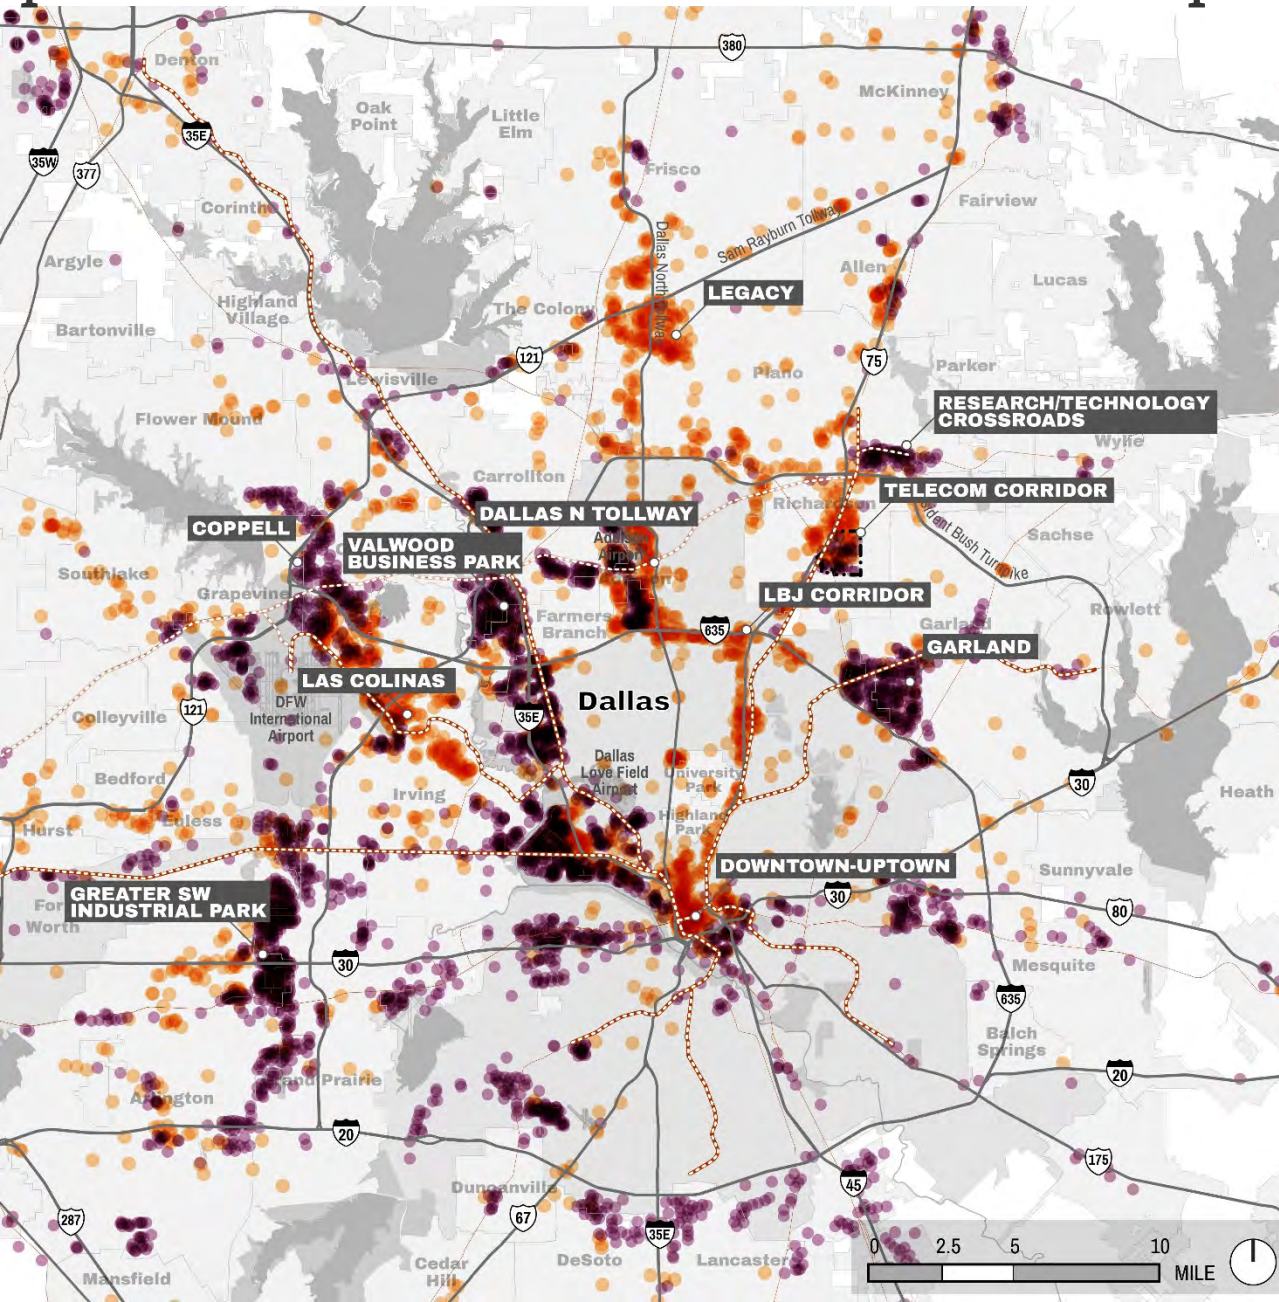 380
Denton
McKinney
Oak
Point
Little
Elm
35E
35W
377
Frisco
Corinth
Fairview
Dallas North Tollway
Sam Rayburn Tollway
Argyle
Allen
Lucas
LEGACY
Highland
Village
The Colony
Bartonville
121
75
Parker
Plano
Lewisville
RESEARCH/TECHNOLOGY
CROSSROADS
Flower Mound
Wylie
Carrollton
TELECOM CORRIDOR
Richardson
DALLAS N TOLLWAY
COPPELL
VALWOOD
BUSINESS PARK
Addison
Airport
Sachse
Southlake
Grapevine
LBJ CORRIDOR
Rowlett
Farmers
Branch
635
Garland
GARLAND
LAS COLINAS
Dallas
DFW
International
Airport
121
35E
Colleyville
Dallas
Love Field
Airport
University
Park
Bedford
30
Irving
Heath
Hurst
Euless
Highland
Park
DOWNTOWN-UPTOWN
Sunnyvale
GREATER SW
INDUSTRIAL PARK
30
80
Worth
30
Mesquite
635
Balch
Springs
20
Grand Prairie
Arlington
20
175
45
Duncanville
67
287
35E
DeSoto
Lancaster
Cedar
Hill
Mansfield
0 2.5 5 10
MILE